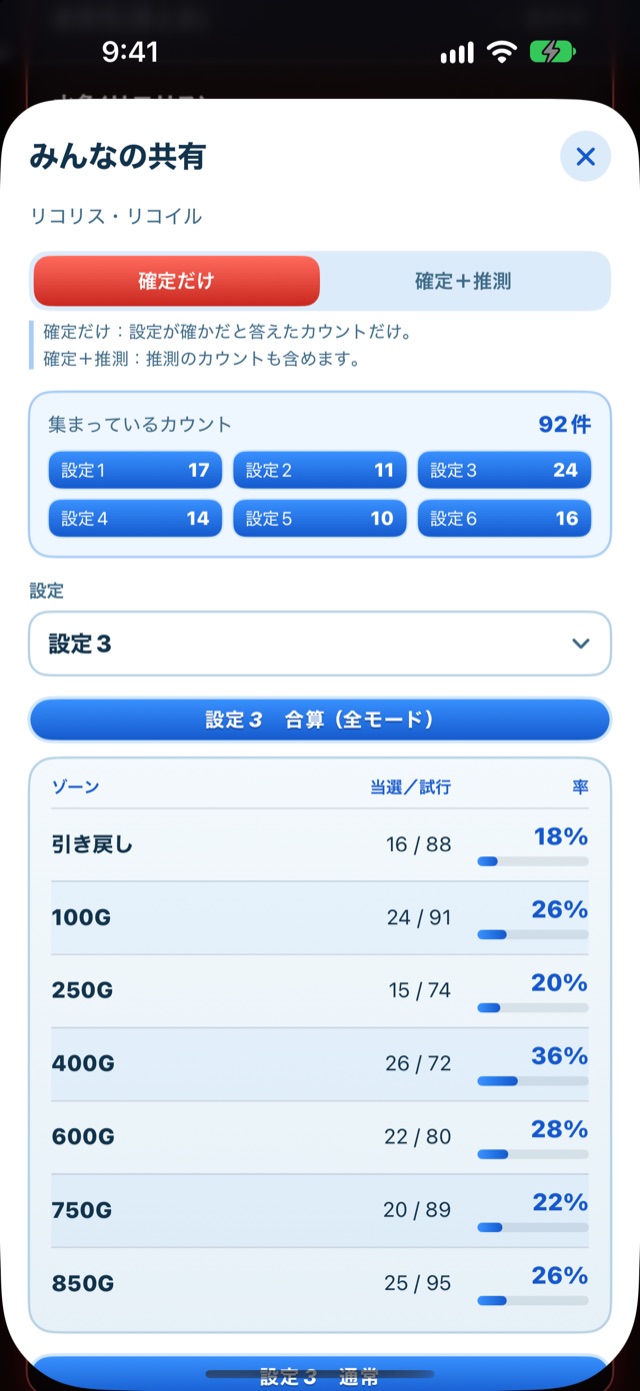 9:41
みんなの共有
リコリス・リコイル
確定だけ
確定＋推測
確定だけ：設定が確かだと答えたカウントだけ。
確定＋推測：推測のカウントも含めます。
集まっているカウント 92件
設定1 17 設定2 11 設定3 24
設定4 14 設定5 10 設定6 16
設定
設定3
設定3 合算（全モード）
ゾーン 当選／試行 率
引き戻し 16 / 88 18%
100G 24 / 91 26%
250G 15 / 74 20%
400G 26 / 72 36%
600G 22 / 80 28%
750G 20 / 89 22%
850G 25 / 95 26%
設定3 通常